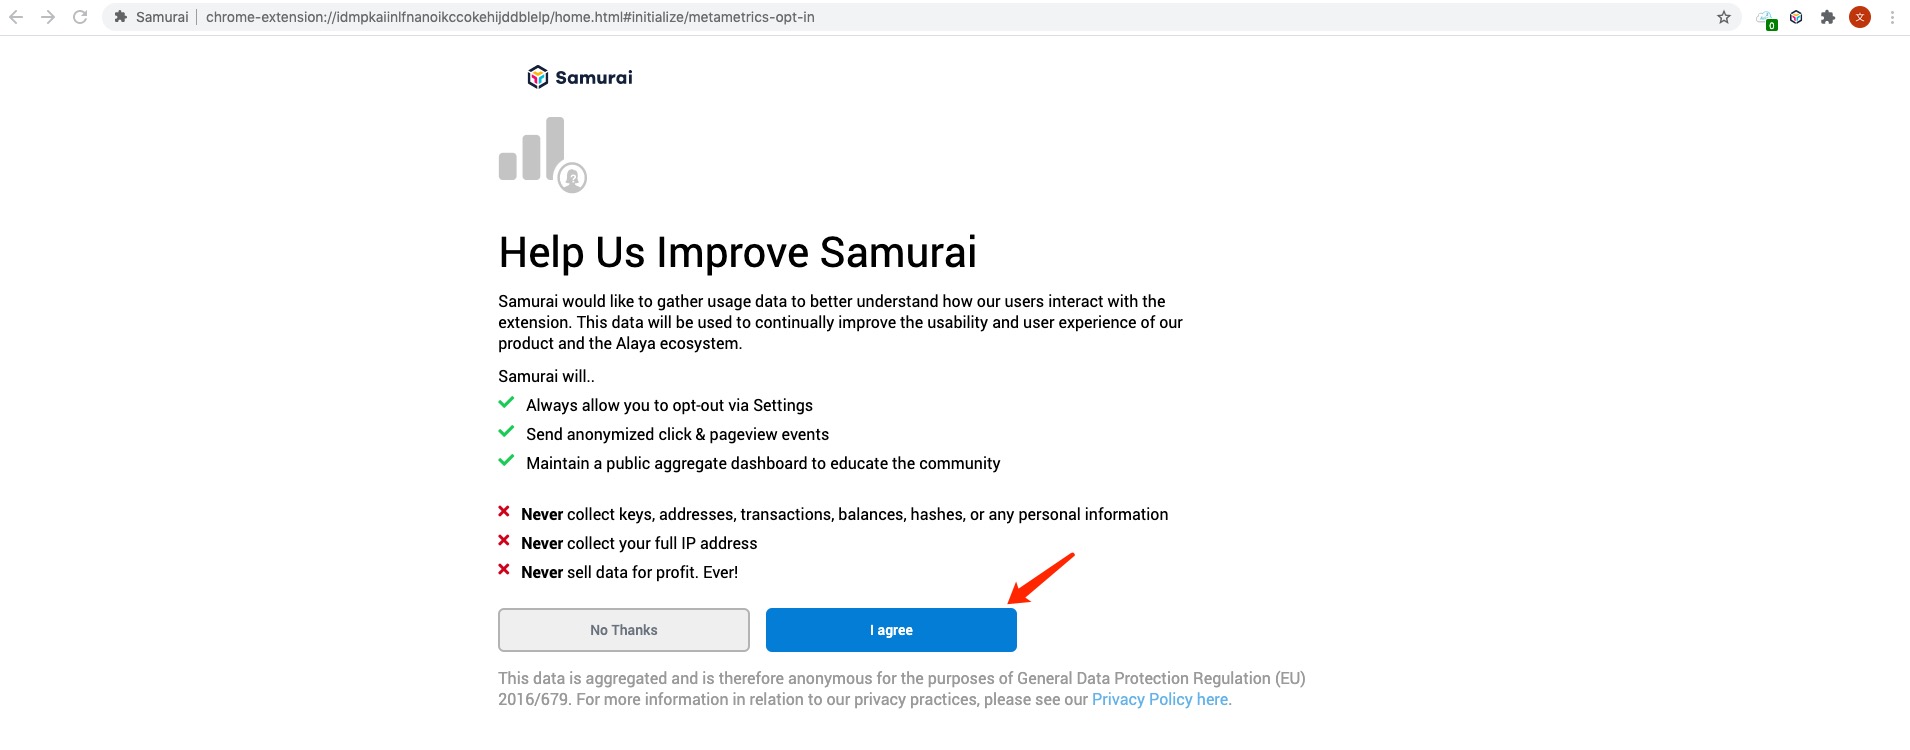 Samurai chrome-extension://idmpkaiinlfnanoikccokehijddblelp/home.html#initialize/metametrics-opt-in
0
文
Samurai
Help Us Improve Samurai
Samurai would like to gather usage data to better understand how our users interact with the
extension. This data will be used to continually improve the usability and user experience of our
product and the Alaya ecosystem.
Samurai will..
Always allow you to opt-out via Settings
Send anonymized click & pageview events
Maintain a public aggregate dashboard to educate the community
Never collect keys, addresses, transactions, balances, hashes, or any personal information
Never collect your full IP address
Never sell data for profit. Ever!
No Thanks
I agree
This data is aggregated and is therefore anonymous for the purposes of General Data Protection Regulation (EU)
2016/679. For more information in relation to our privacy practices, please see our Privacy Policy here.